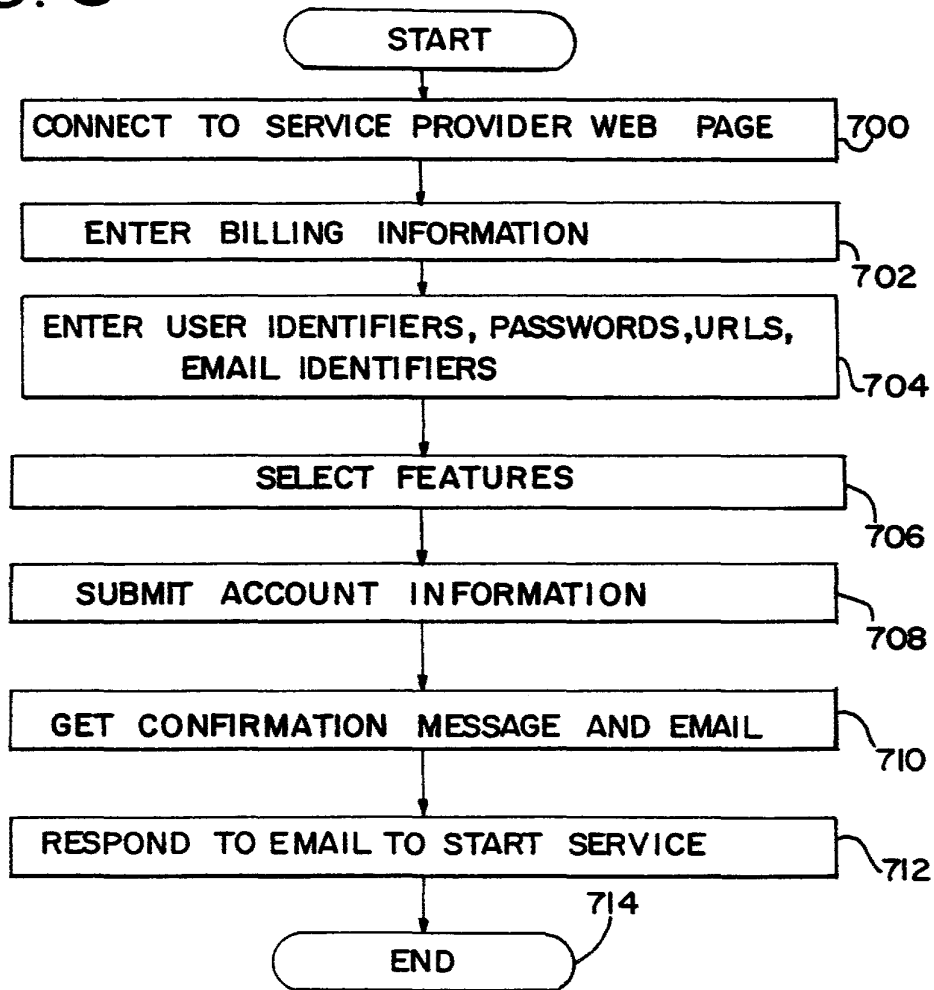 START
CONNECT TO SERVICE PROVIDER WEB PAGE 700
ENTER BILLING INFORMATION
702
ENTER USER IDENTIFIERS, PASSWORDS,URLS,
EMAIL IDENTIFIERS
704
SELECT FEATURES
706
SUBMIT ACCOUNT INFORMATION
708
GET CONFIRMATION MESSAGE AND EMAIL
710
RESPOND TO EMAIL TO START SERVICE
712
714
END